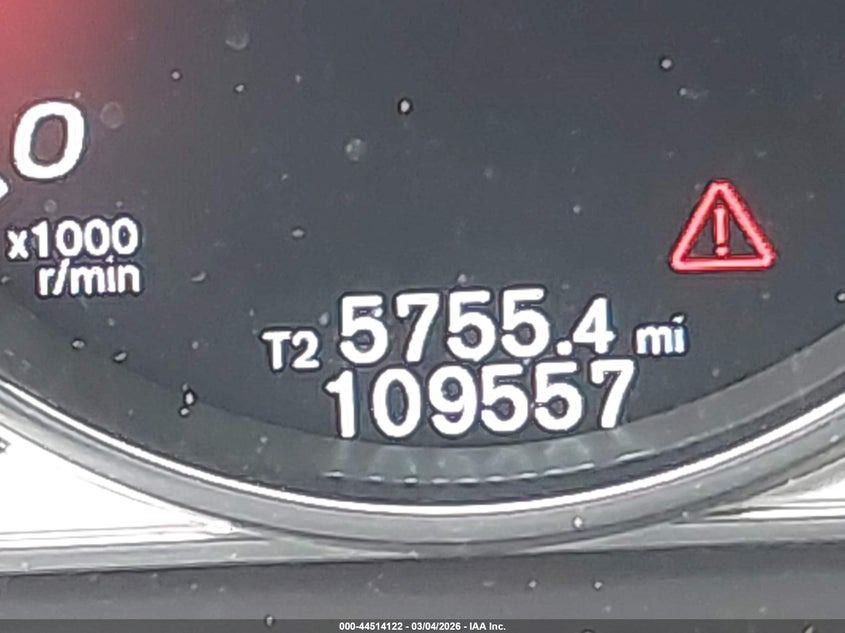 0
x1000
r/min
T2 5755.4 mi
109557
000-44514122 - 03/04/2026 - IAA Inc.